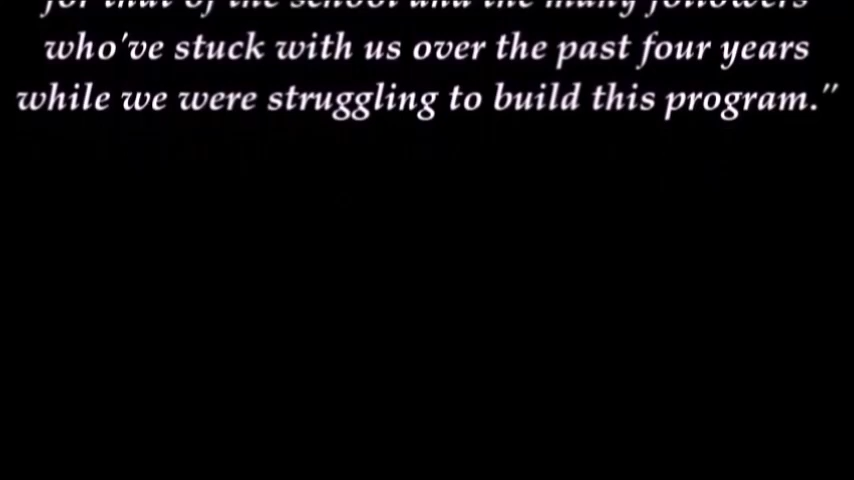 for that of the school and the many followers
who've stuck with us over the past four years
while we were struggling to build this program."